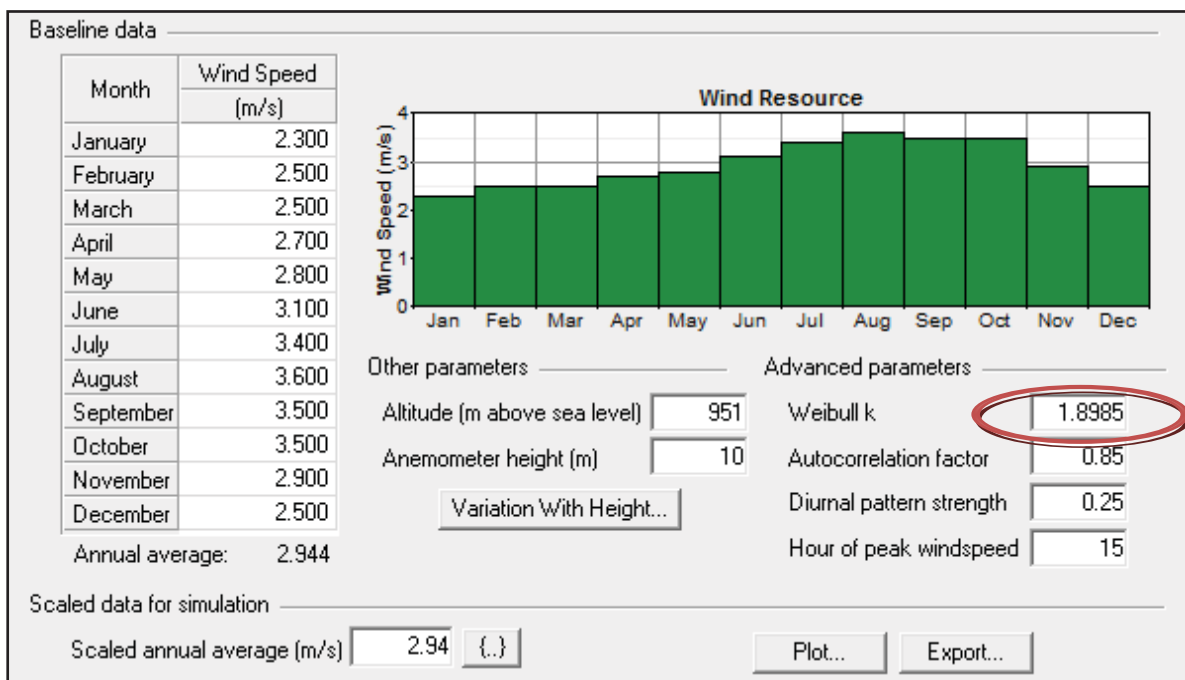 Baseline data
Month Wind Speed
(m/s)
January 2.300
February 2.500
March 2.500
April 2.700
May 2.800
June 3.100
July 3.400
August 3.600
September 3.500
October 3.500
November 2.900
December 2.500
Annual average: 2.944
Wind Resource
Wind Speed (m/s)
4
3
2
1
0
Jan Feb Mar Apr May Jun Jul Aug Sep Oct Nov Dec
Other parameters
Altitude (m above sea level) 951
Anemometer height (m) 10
Variation With Height...
Advanced parameters
Weibull k 1.8985
Autocorrelation factor 0.85
Diurnal pattern strength 0.25
Hour of peak windspeed 15
Scaled data for simulation
Scaled annual average (m/s) 2.94 {..}
Plot... Export...